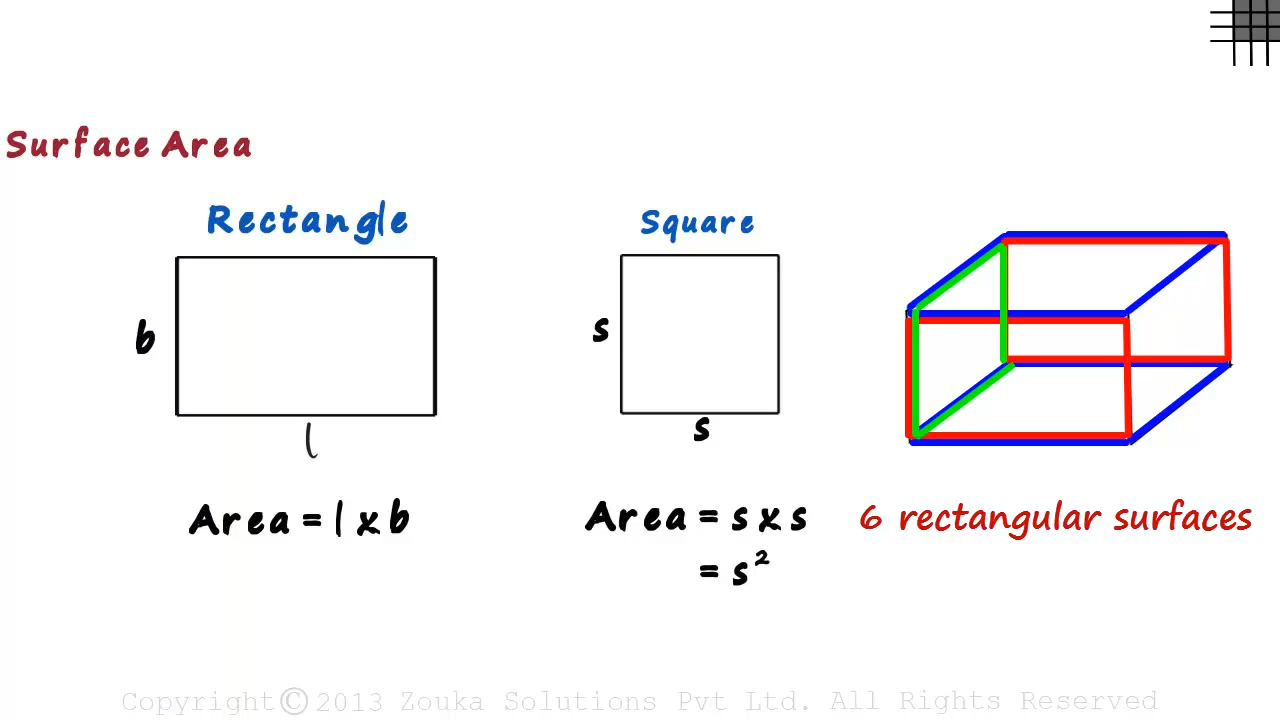 Surface Area
Rectangle
Square
b
s
l
s
Area = l x b
Area = s x s
= s²
6 rectangular surfaces
Copyright © 2013 Zouka Solutions Pvt Ltd. All Rights Reserved